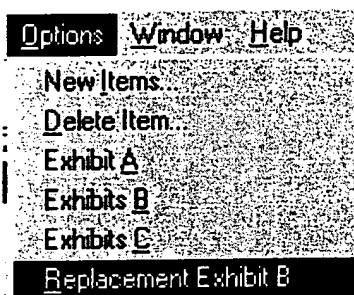 Options Window Help
New Items...
Delete Item...
Exhibit A
Exhibits B
Exhibits C
Replacement Exhibit B